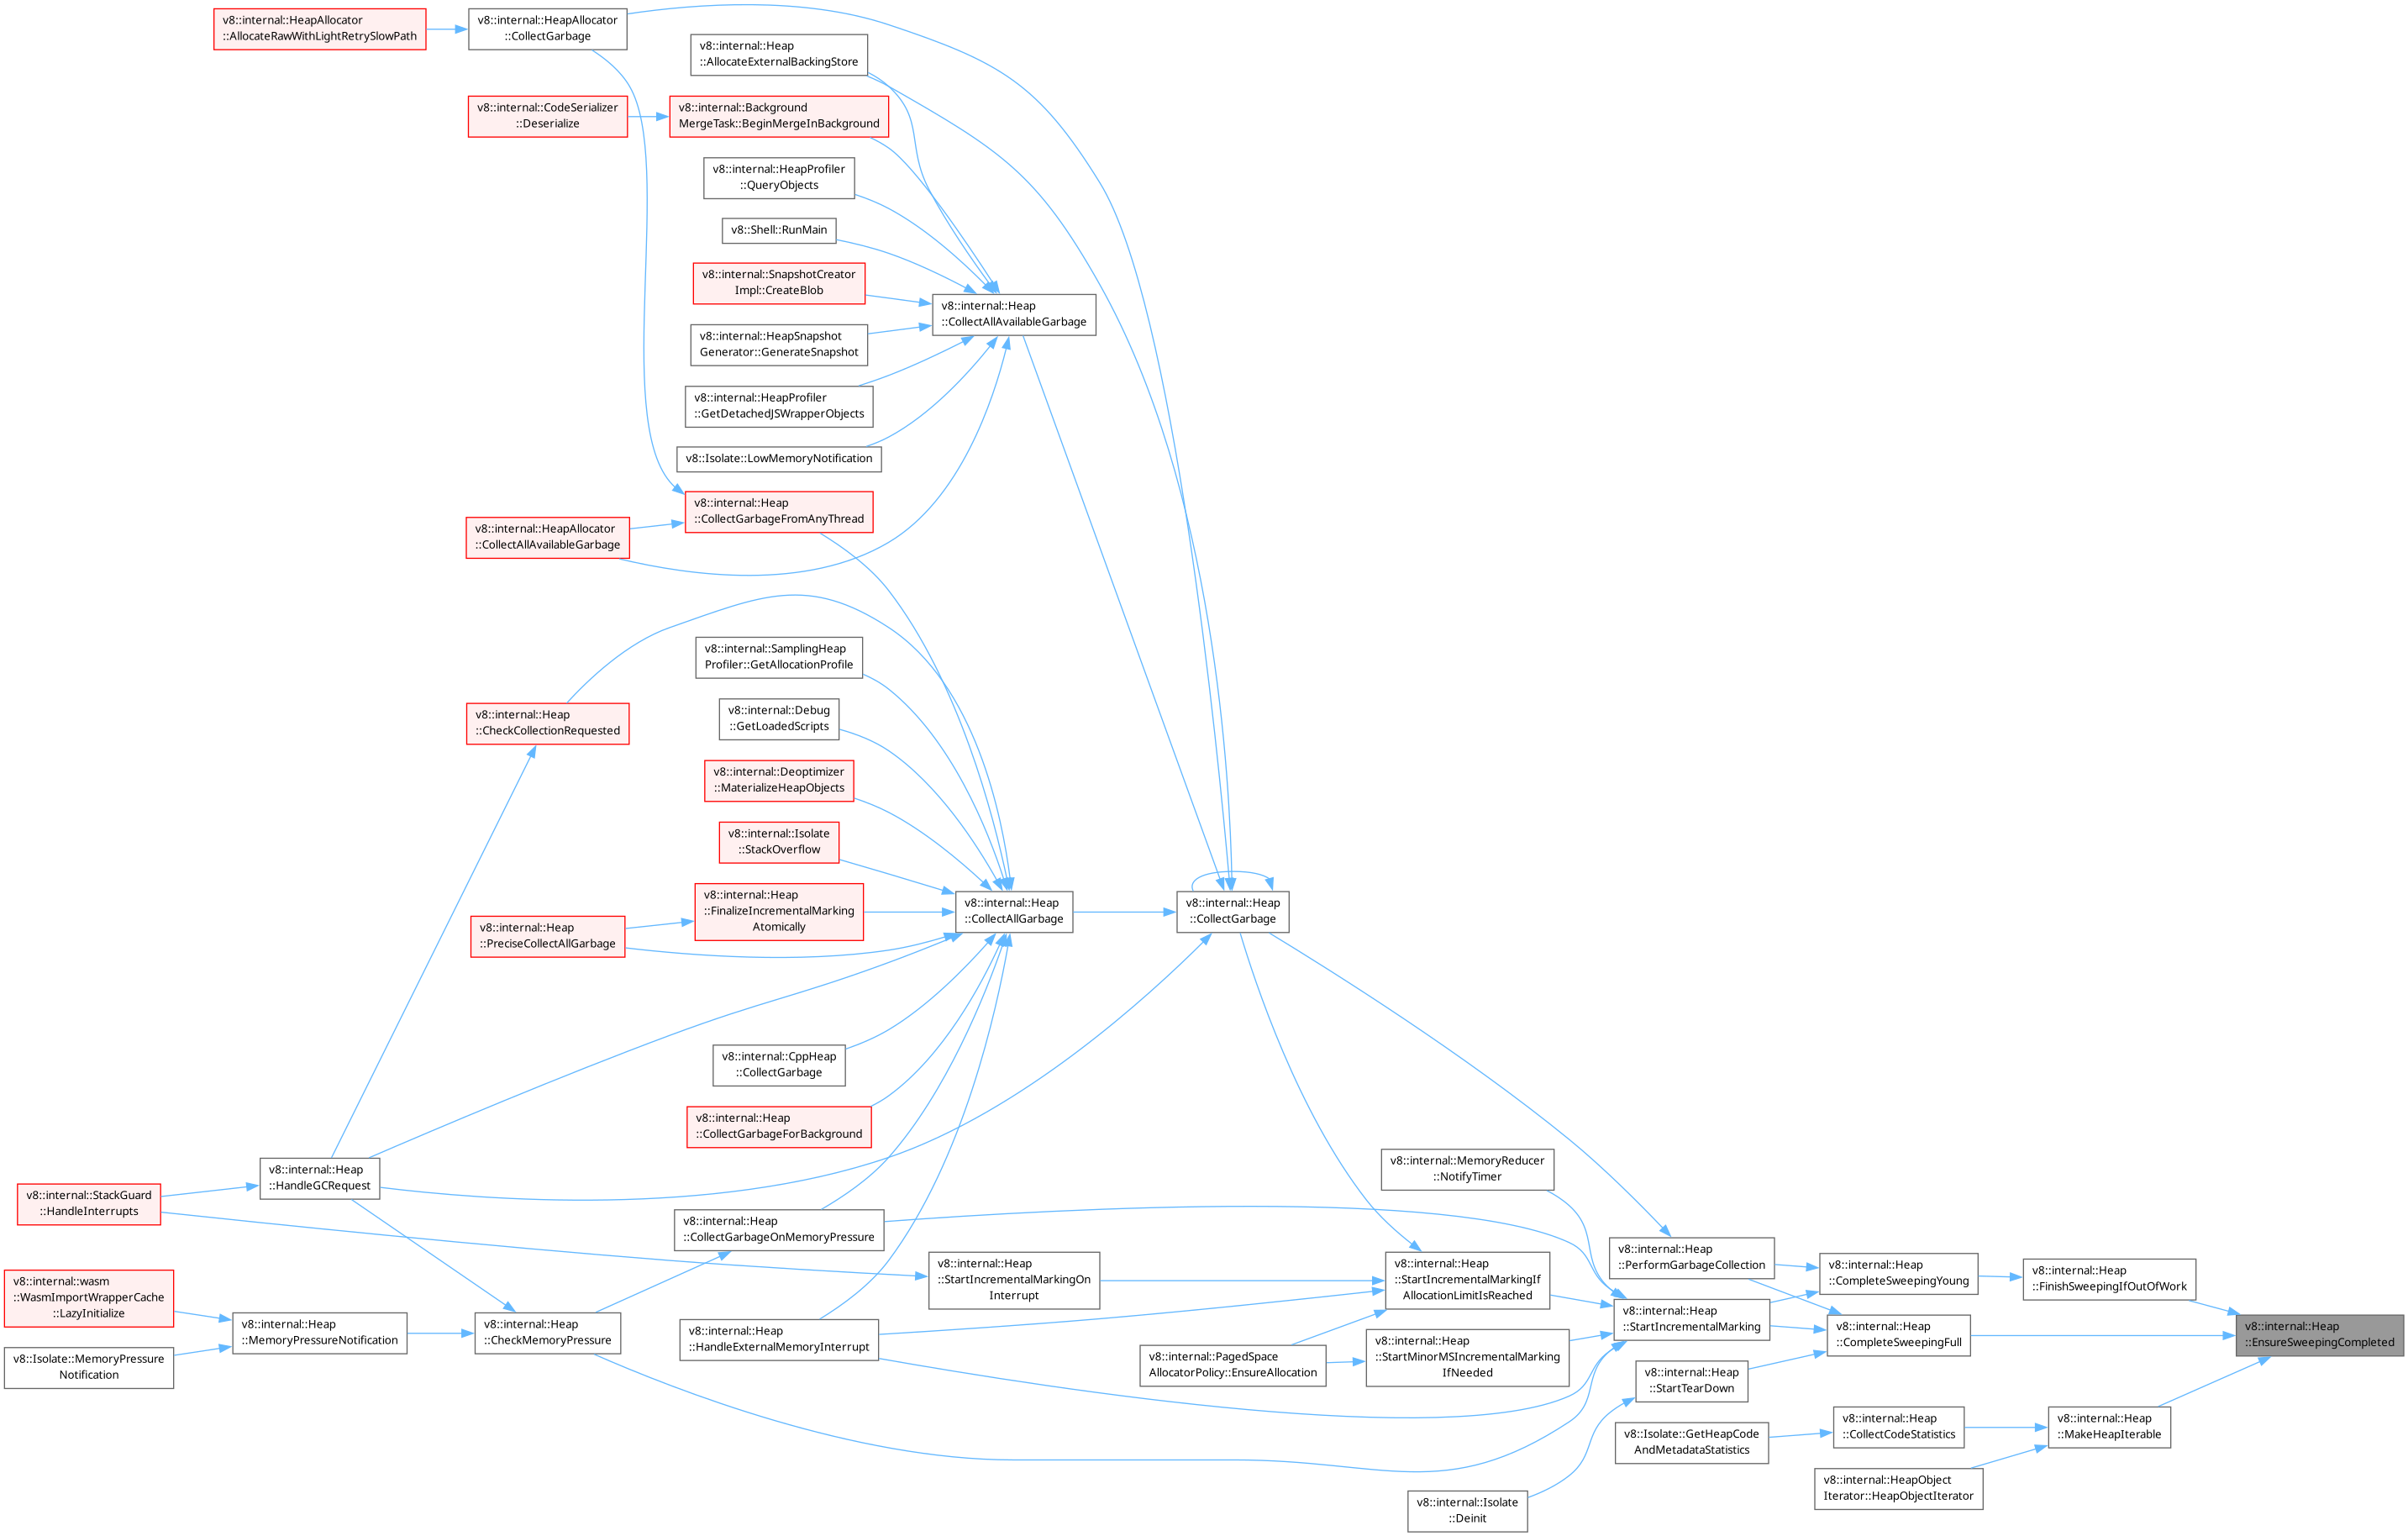 v8::internal::HeapAllocator
::AllocateRawWithLightRetrySlowPath
v8::internal::HeapAllocator
::CollectGarbage
v8::internal::Heap
::AllocateExternalBackingStore
v8::internal::CodeSerializer
::Deserialize
v8::internal::Background
MergeTask::BeginMergeInBackground
v8::internal::HeapProfiler
::QueryObjects
v8::Shell::RunMain
v8::internal::SnapshotCreator
Impl::CreateBlob
v8::internal::Heap
::CollectAllAvailableGarbage
v8::internal::HeapSnapshot
Generator::GenerateSnapshot
v8::internal::HeapProfiler
::GetDetachedJSWrapperObjects
v8::Isolate::LowMemoryNotification
v8::internal::Heap
::CollectGarbageFromAnyThread
v8::internal::HeapAllocator
::CollectAllAvailableGarbage
v8::internal::SamplingHeap
Profiler::GetAllocationProfile
v8::internal::Heap
::CheckCollectionRequested
v8::internal::Debug
::GetLoadedScripts
v8::internal::Deoptimizer
::MaterializeHeapObjects
v8::internal::Isolate
::StackOverflow
v8::internal::Heap
::FinalizeIncrementalMarking
Atomically
v8::internal::Heap
::PreciseCollectAllGarbage
v8::internal::Heap
::CollectAllGarbage
v8::internal::Heap
::CollectGarbage
v8::internal::CppHeap
::CollectGarbage
v8::internal::Heap
::CollectGarbageForBackground
v8::internal::Heap
::HandleGCRequest
v8::internal::StackGuard
::HandleInterrupts
v8::internal::MemoryReducer
::NotifyTimer
v8::internal::Heap
::CollectGarbageOnMemoryPressure
v8::internal::Heap
::StartIncrementalMarkingOn
Interrupt
v8::internal::Heap
::StartIncrementalMarkingIf
AllocationLimitIsReached
v8::internal::Heap
::PerformGarbageCollection
v8::internal::Heap
::CompleteSweepingYoung
v8::internal::Heap
::FinishSweepingIfOutOfWork
v8::internal::wasm
::WasmImportWrapperCache
::LazyInitialize
v8::internal::Heap
::MemoryPressureNotification
v8::internal::Heap
::CheckMemoryPressure
v8::internal::Heap
::HandleExternalMemoryInterrupt
v8::internal::Heap
::StartIncrementalMarking
v8::internal::Heap
::CompleteSweepingFull
v8::internal::Heap
::EnsureSweepingCompleted
v8::Isolate::MemoryPressure
Notification
v8::internal::PagedSpace
AllocatorPolicy::EnsureAllocation
v8::internal::Heap
::StartMinorMSIncrementalMarking
IfNeeded
v8::internal::Heap
::StartTearDown
v8::Isolate::GetHeapCode
AndMetadataStatistics
v8::internal::Heap
::CollectCodeStatistics
v8::internal::Heap
::MakeHeapIterable
v8::internal::HeapObject
Iterator::HeapObjectIterator
v8::internal::Isolate
::Deinit